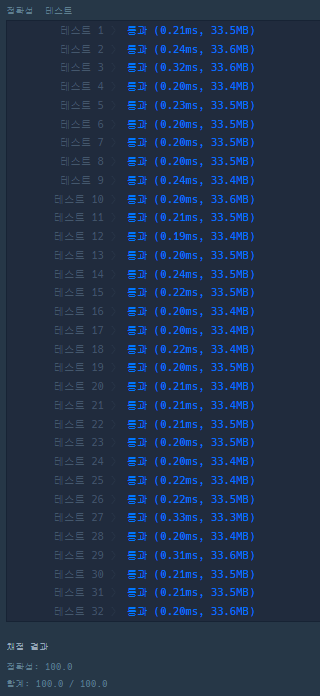 정확성 테스트
테스트 1 〉 통과 (0.21ms, 33.5MB)
테스트 2 〉 통과 (0.24ms, 33.6MB)
테스트 3 〉 통과 (0.32ms, 33.6MB)
테스트 4 〉 통과 (0.20ms, 33.4MB)
테스트 5 〉 통과 (0.23ms, 33.5MB)
테스트 6 〉 통과 (0.20ms, 33.5MB)
테스트 7 〉 통과 (0.20ms, 33.5MB)
테스트 8 〉 통과 (0.20ms, 33.5MB)
테스트 9 〉 통과 (0.24ms, 33.4MB)
테스트 10 〉 통과 (0.20ms, 33.6MB)
테스트 11 〉 통과 (0.21ms, 33.5MB)
테스트 12 〉 통과 (0.19ms, 33.4MB)
테스트 13 〉 통과 (0.20ms, 33.5MB)
테스트 14 〉 통과 (0.24ms, 33.5MB)
테스트 15 〉 통과 (0.22ms, 33.5MB)
테스트 16 〉 통과 (0.20ms, 33.4MB)
테스트 17 〉 통과 (0.20ms, 33.4MB)
테스트 18 〉 통과 (0.22ms, 33.4MB)
테스트 19 〉 통과 (0.20ms, 33.5MB)
테스트 20 〉 통과 (0.21ms, 33.4MB)
테스트 21 〉 통과 (0.21ms, 33.4MB)
테스트 22 〉 통과 (0.21ms, 33.5MB)
테스트 23 〉 통과 (0.20ms, 33.5MB)
테스트 24 〉 통과 (0.20ms, 33.4MB)
테스트 25 〉 통과 (0.22ms, 33.4MB)
테스트 26 〉 통과 (0.22ms, 33.5MB)
테스트 27 〉 통과 (0.33ms, 33.3MB)
테스트 28 〉 통과 (0.20ms, 33.4MB)
테스트 29 〉 통과 (0.31ms, 33.6MB)
테스트 30 〉 통과 (0.21ms, 33.5MB)
테스트 31 〉 통과 (0.21ms, 33.5MB)
테스트 32 〉 통과 (0.20ms, 33.6MB)
채점 결과
정확성: 100.0
합계: 100.0 / 100.0